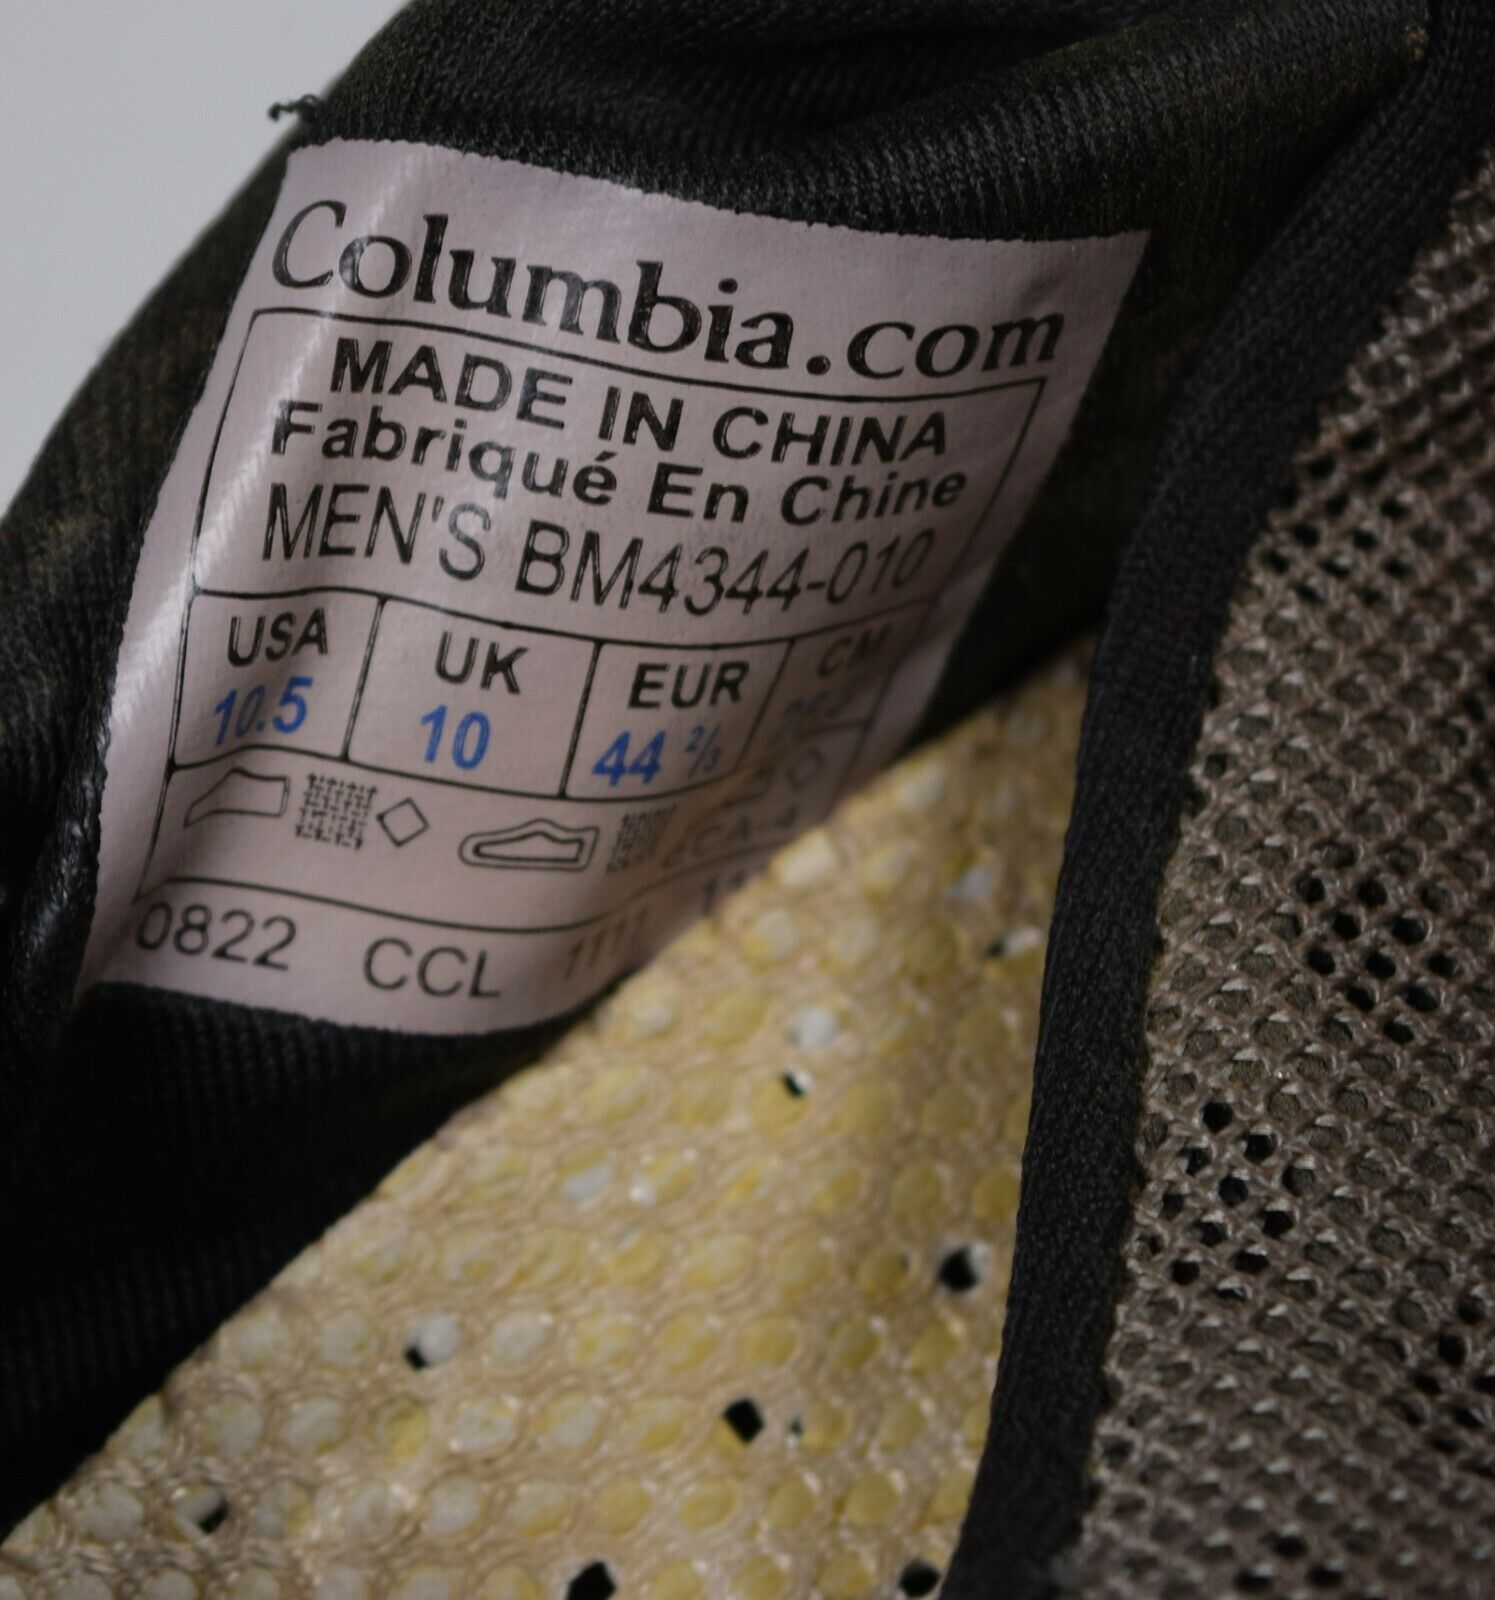 Columbia.com
MADE IN CHINA
Fabriqué En Chine
MEN'S BM4344-010
USA UK EUR CM
10.5 10 44 2/3
0822 CCL